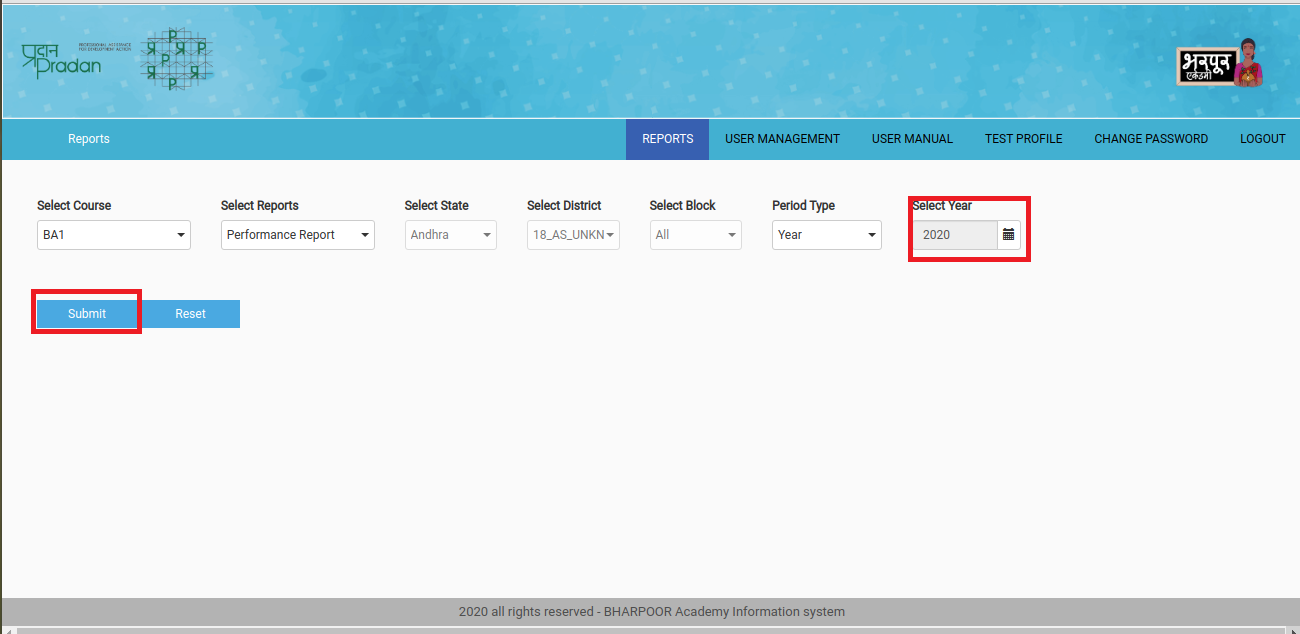 प्रदान
PROFESSIONAL ASSISTANCE
FOR DEVELOPMENT ACTION
Pradan
भरपूर
एकेडमी
Reports
REPORTS
USER MANAGEMENT
USER MANUAL
TEST PROFILE
CHANGE PASSWORD
LOGOUT
Select Course
Select Reports
Select State
Select District
Select Block
Period Type
Select Year
BA1
Performance Report
Andhra
18_AS_UNKN
All
Year
2020
Submit
Reset
2020 all rights reserved - BHARPOOR Academy Information system